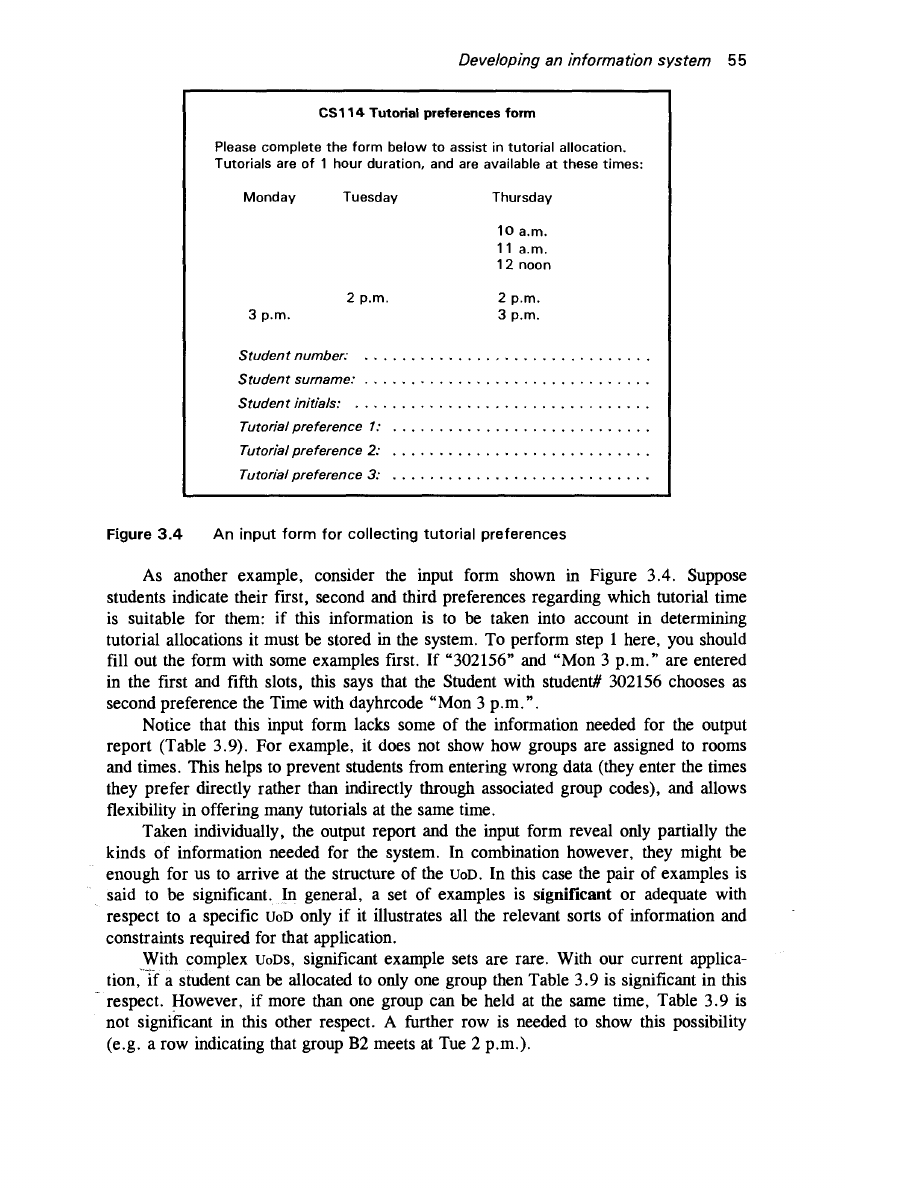 Developing an information system 55
CS114 Tutorial preferences form
Please complete the form below to assist in tutorial allocation.
Tutorials are of 1 hour duration, and are available at these times:
Monday Tuesday Thursday
10 a.m.
11 a.m.
12 noon
2 p.m. 2 p.m.
3 p.m. 3 p.m.
Student number: . . . . . . . . . . . . . . . . . . . . . . . . . . . . . . .
Student surname: . . . . . . . . . . . . . . . . . . . . . . . . . . . . . . .
Student initials: . . . . . . . . . . . . . . . . . . . . . . . . . . . . . . . .
Tutorial preference 1: . . . . . . . . . . . . . . . . . . . . . . . . . . . .
Tutorial preference 2: . . . . . . . . . . . . . . . . . . . . . . . . . . . .
Tutorial preference 3: . . . . . . . . . . . . . . . . . . . . . . . . . . . .
Figure 3.4 An input form for collecting tutorial preferences
As another example, consider the input form shown in Figure 3.4. Suppose
students indicate their first, second and third preferences regarding which tutorial time
is suitable for them: if this information is to be taken into account in determining
tutorial allocations it must be stored in the system. To perform step 1 here, you should
fill out the form with some examples first. If “302156” and “Mon 3 p.m.” are entered
in the first and fifth slots, this says that the Student with student# 302156 chooses as
second preference the Time with dayhrcode “Mon 3 p.m.”.
Notice that this input form lacks some of the information needed for the output
report (Table 3.9). For example, it does not show how groups are assigned to rooms
and times. This helps to prevent students from entering wrong data (they enter the times
they prefer directly rather than indirectly through associated group codes), and allows
flexibility in offering many tutorials at the same time.
Taken individually, the output report and the input form reveal only partially the
kinds of information needed for the system. In combination however, they might be
enough for us to arrive at the structure of the UoD. In this case the pair of examples is
said to be significant. In general, a set of examples is significant or adequate with
respect to a specific UoD only if it illustrates all the relevant sorts of information and
constraints required for that application.
With complex UoDs, significant example sets are rare. With our current applica-
tion, if a student can be allocated to only one group then Table 3.9 is significant in this
respect. However, if more than one group can be held at the same time, Table 3.9 is
not significant in this other respect. A further row is needed to show this possibility
(e.g. a row indicating that group B2 meets at Tue 2 p.m.).